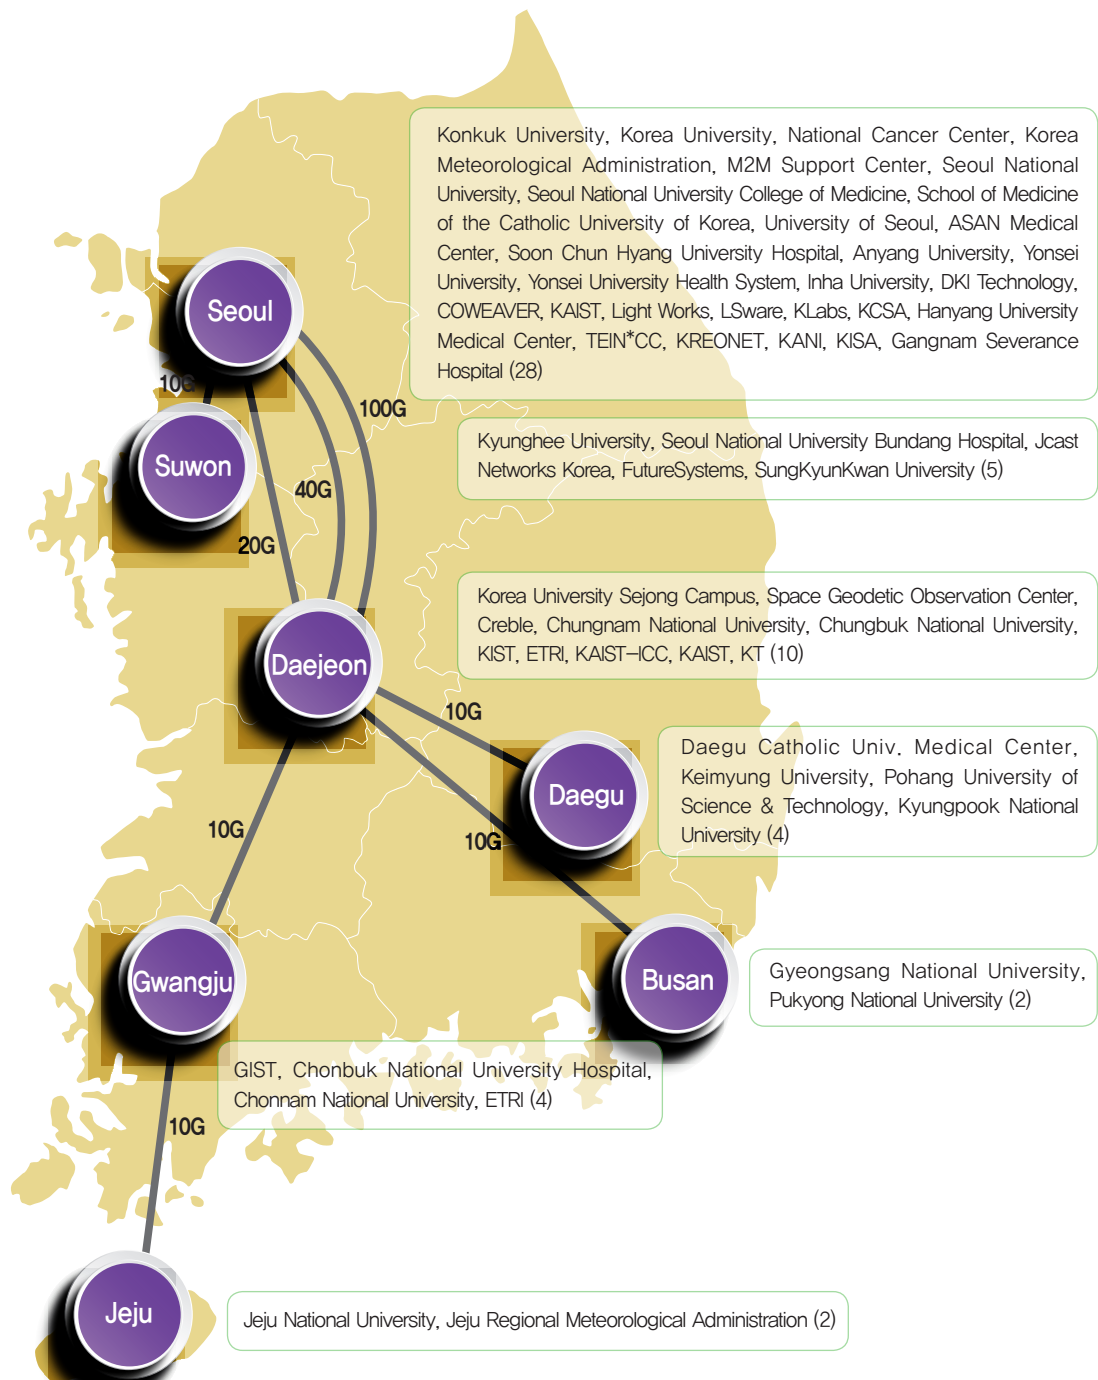 Konkuk University, Korea University, National Cancer Center, Korea
Meteorological Administration, M2M Support Center, Seoul National
University, Seoul National University College of Medicine, School of Medicine
of the Catholic University of Korea, University of Seoul, ASAN Medical
Center, Soon Chun Hyang University Hospital, Anyang University, Yonsei
University, Yonsei University Health System, Inha University, DKI Technology,
COWEAVER, KAIST, Light Works, LSware, KLabs, KCSA, Hanyang University
Medical Center, TEIN*CC, KREONET, KANI, KISA, Gangnam Severance
Hospital (28)
Seoul
10G
100G
Kyunghee University, Seoul National University Bundang Hospital, Jcast
Networks Korea, FutureSystems, SungKyunKwan University (5)
Suwon
40G
20G
Korea University Sejong Campus, Space Geodetic Observation Center,
Creble, Chungnam National University, Chungbuk National University,
KIST, ETRI, KAIST-ICC, KAIST, KT (10)
Daejeon
10G
Daegu Catholic Univ. Medical Center,
Keimyung University, Pohang University of
Science & Technology, Kyungpook National
University (4)
Daegu
10G
10G
Gyeongsang National University,
Pukyong National University (2)
Gwangju
Busan
GIST, Chonbuk National University Hospital,
Chonnam National University, ETRI (4)
10G
Jeju
Jeju National University, Jeju Regional Meteorological Administration (2)